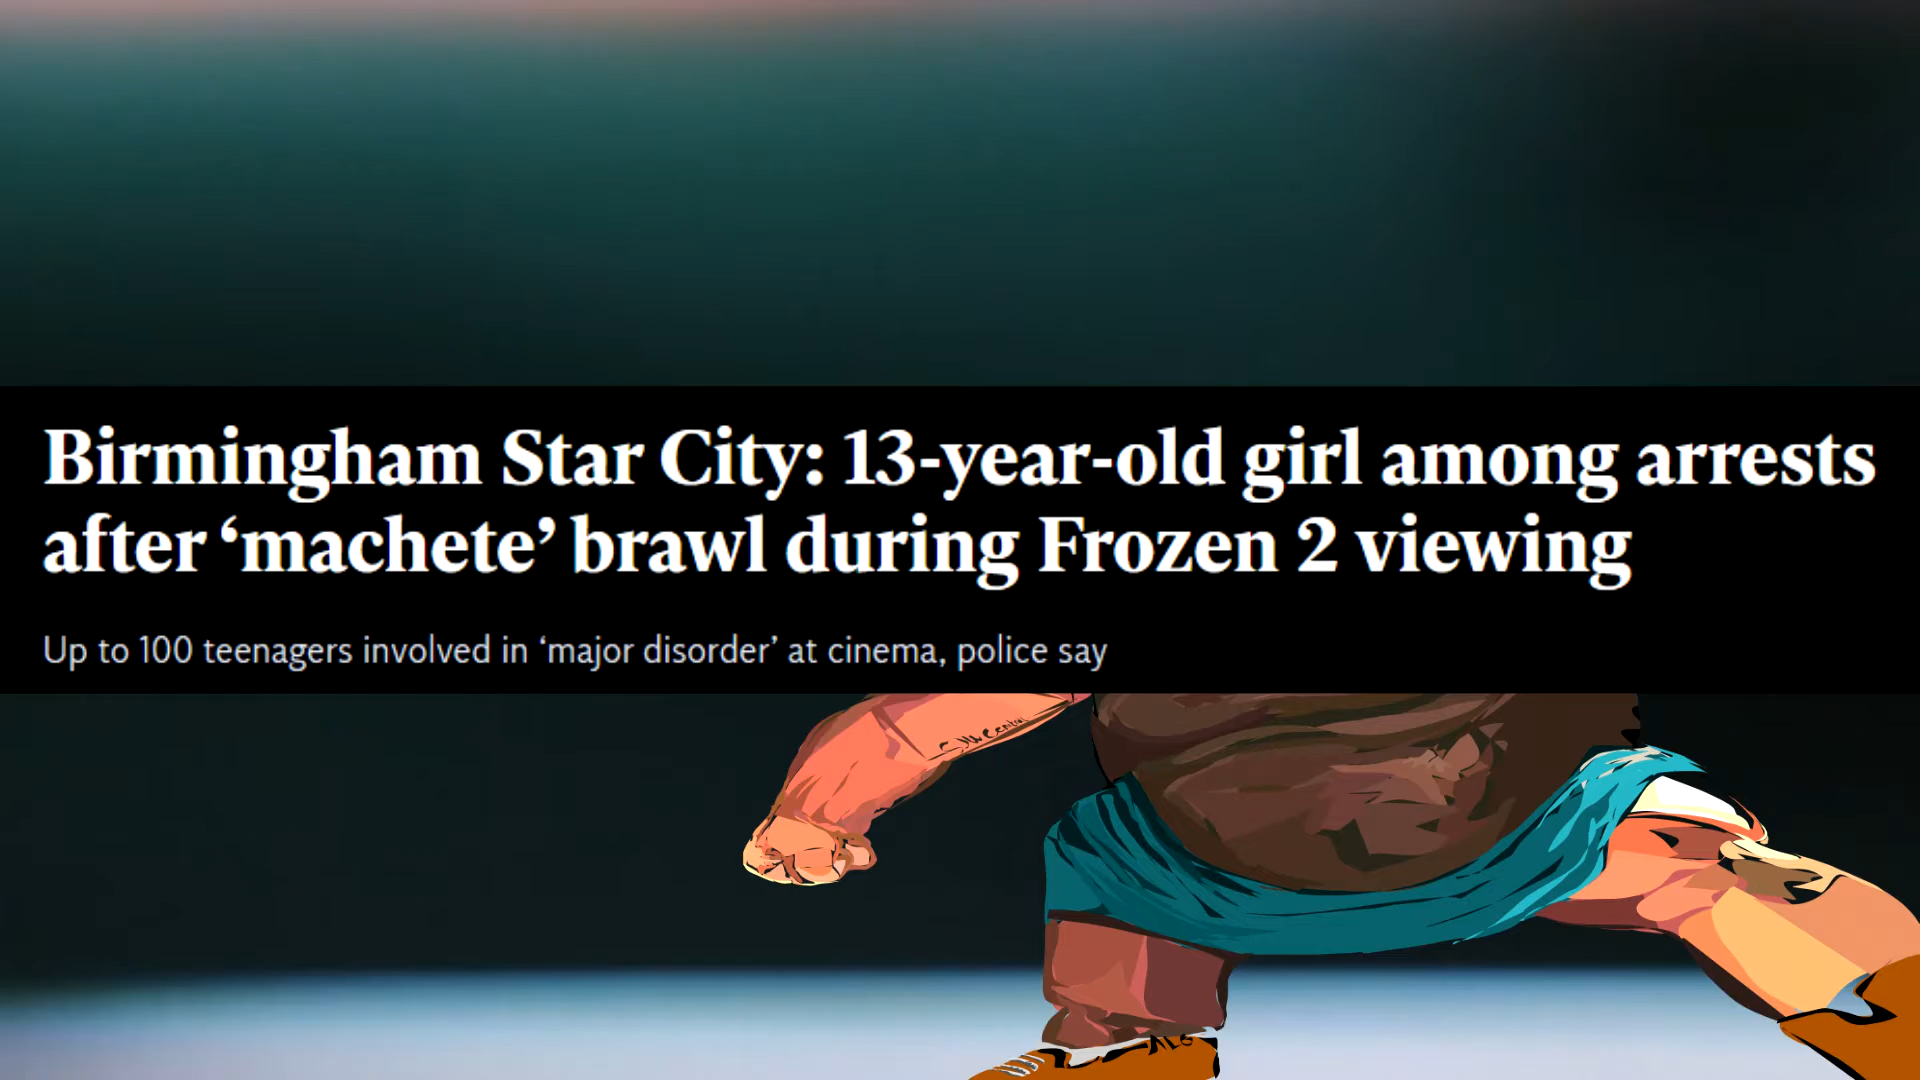 Birmingham Star City: 13-year-old girl among arrests
after ‘machete’ brawl during Frozen 2 viewing
Up to 100 teenagers involved in ‘major disorder’ at cinema, police say